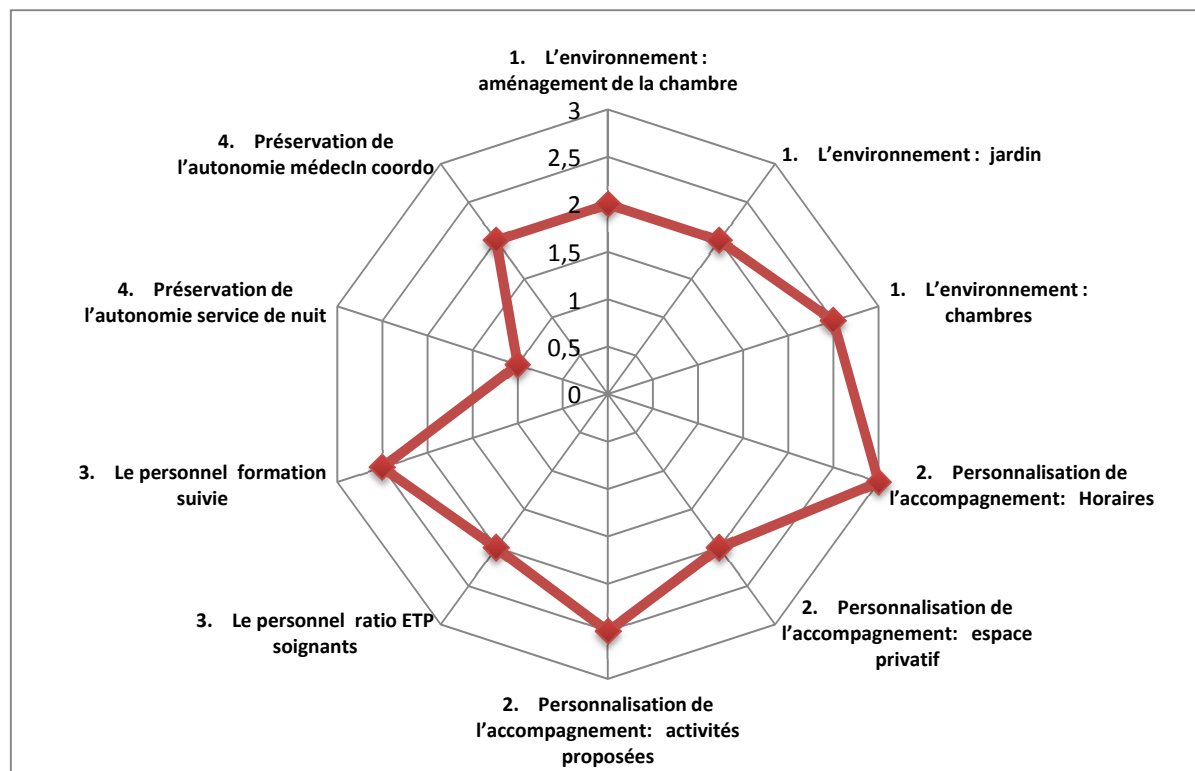 1. L’environnement :
aménagement de la chambre
1. L’environnement : jardin
1. L’environnement :
chambres
2. Personnalisation de
l’accompagnement: Horaires
2. Personnalisation de
l’accompagnement: espace
privatif
2. Personnalisation de
l’accompagnement: activités
proposées
3. Le personnel ratio ETP
soignants
3. Le personnel formation
suivie
4. Préservation de
l’autonomie service de nuit
4. Préservation de
l’autonomie médecIn coordo
3
2,5
2
1,5
1
0,5
0